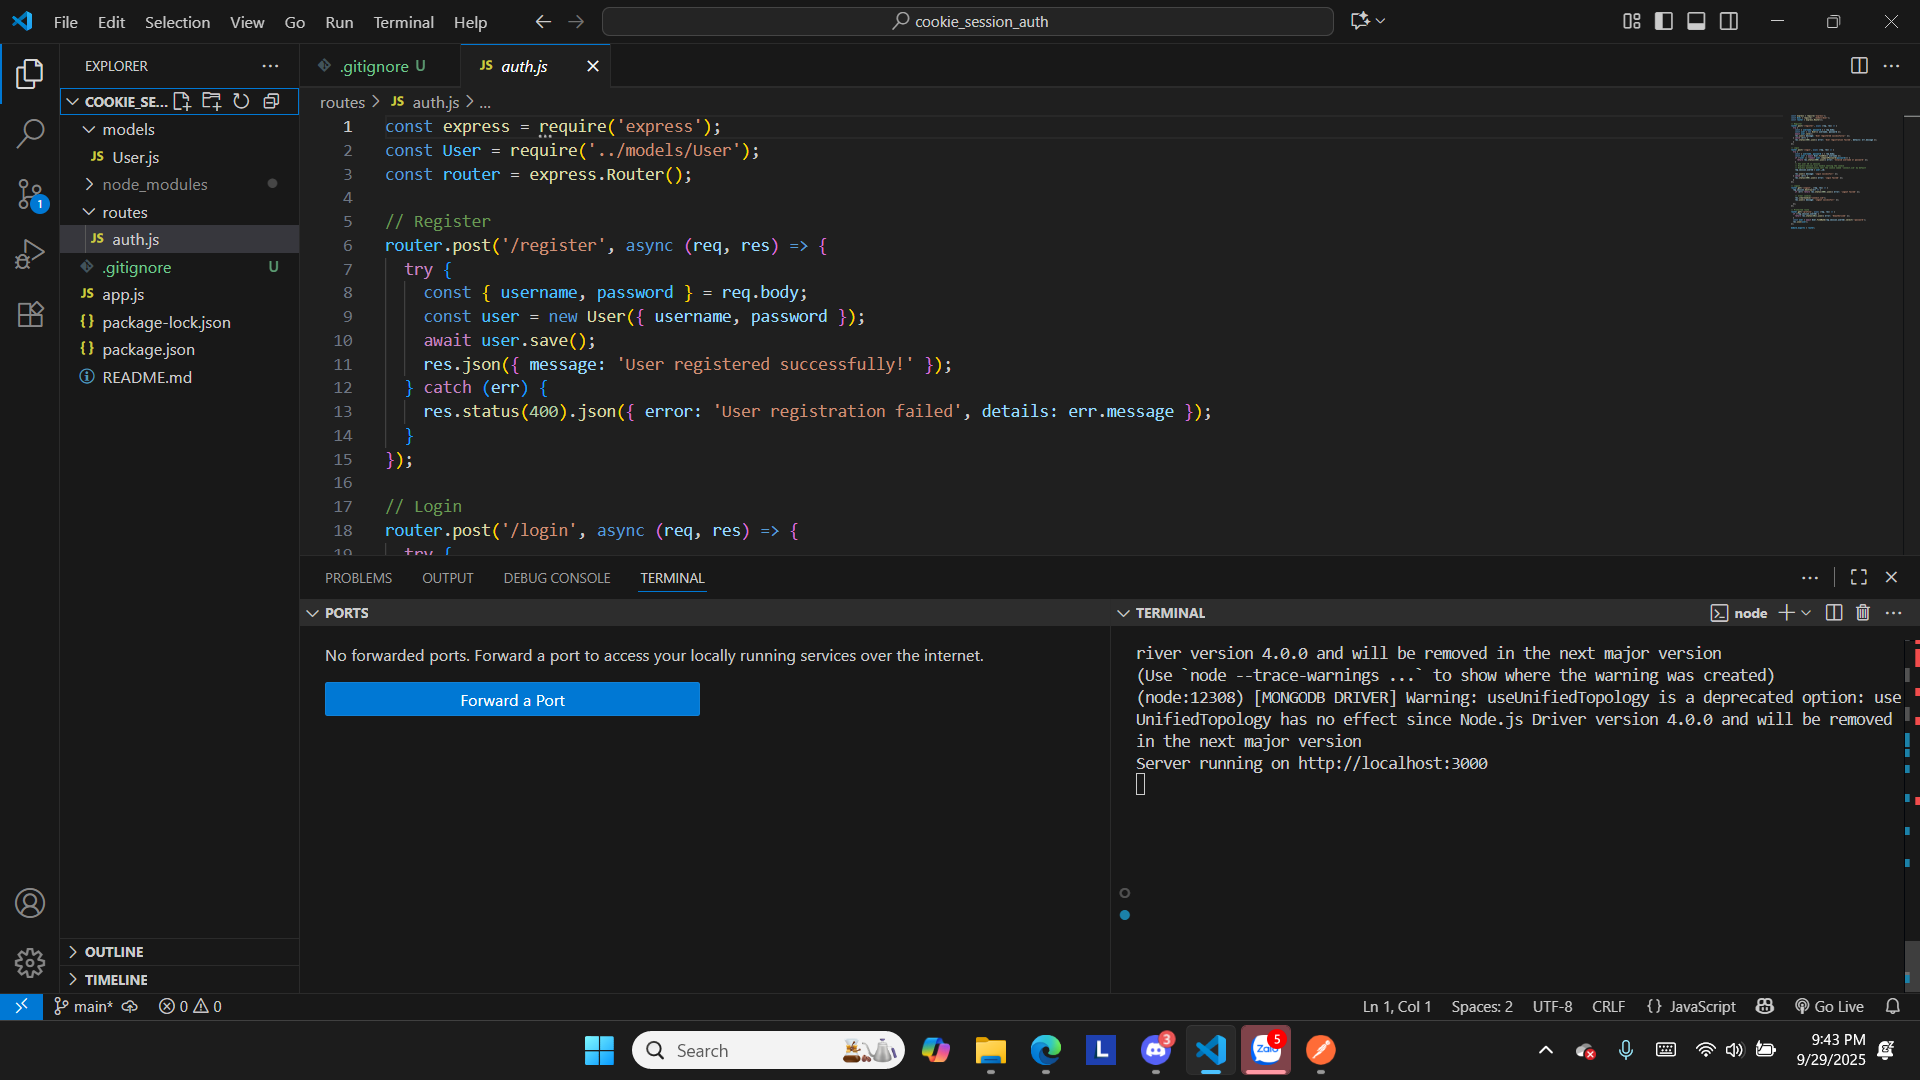 File Edit Selection View Go Run Terminal Help
cookie_session_auth
EXPLORER
COOKIE_SE...
models
JS User.js
node_modules
routes
JS auth.js
.gitignore U
JS app.js
{} package-lock.json
{} package.json
README.md
OUTLINE
TIMELINE
1
.gitignore U
JS auth.js
routes > JS auth.js > ...
1 const express = require('express');
2 const User = require('../models/User');
3 const router = express.Router();
4
5 // Register
6 router.post('/register', async (req, res) => {
7 try {
8 const { username, password } = req.body;
9 const user = new User({ username, password });
10 await user.save();
11 res.json({ message: 'User registered successfully!' });
12 } catch (err) {
13 res.status(400).json({ error: 'User registration failed', details: err.message });
14 }
15 });
16
17 // Login
18 router.post('/login', async (req, res) => {
19 try {
PROBLEMS OUTPUT DEBUG CONSOLE TERMINAL
PORTS
No forwarded ports. Forward a port to access your locally running services over the internet.
Forward a Port
TERMINAL
node
river version 4.0.0 and will be removed in the next major version
(Use `node --trace-warnings ...` to show where the warning was created)
(node:12308) [MONGODB DRIVER] Warning: useUnifiedTopology is a deprecated option: use
UnifiedTopology has no effect since Node.js Driver version 4.0.0 and will be removed
in the next major version
Server running on http://localhost:3000
main* 0 0
Ln 1, Col 1 Spaces: 2 UTF-8 CRLF {} JavaScript Go Live
Search
L
3
Zalo
5
9:43 PM
9/29/2025